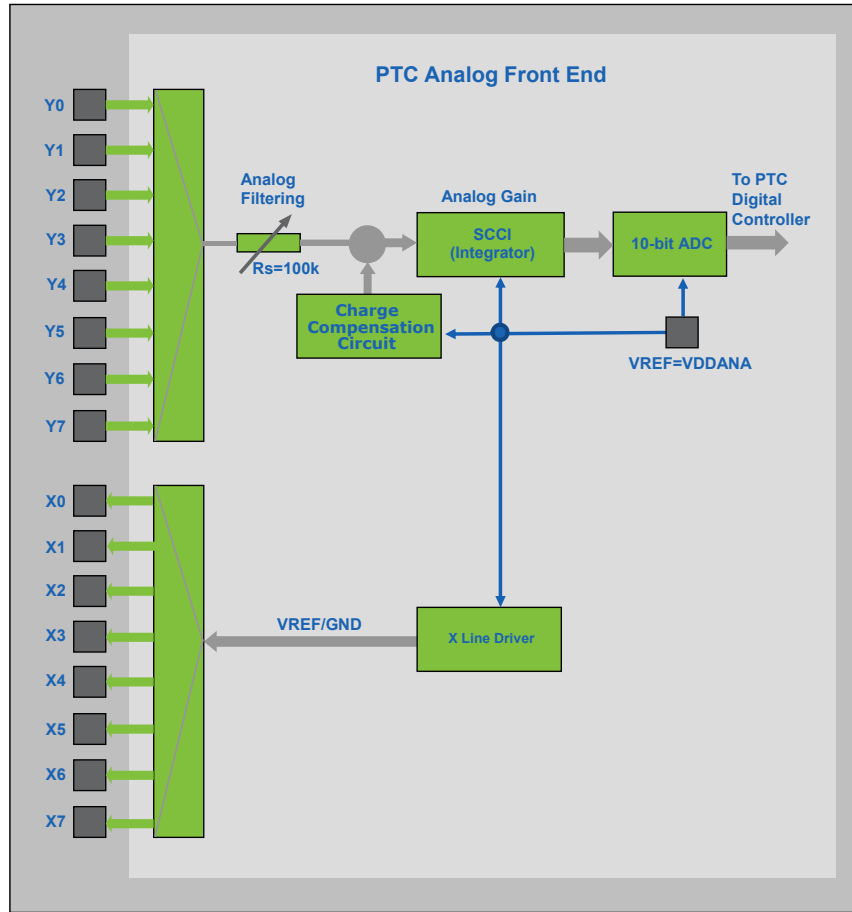 PTC Analog Front End
Y0
Y1
Y2
Y3
Y4
Y5
Y6
Y7
Analog
Filtering
Rs=100k
Analog Gain
SCCI
(Integrator)
10-bit ADC
To PTC
Digital
Controller
Charge
Compensation
Circuit
VREF=VDDANA
X0
X1
X2
X3
X4
X5
X6
X7
VREF/GND
X Line Driver